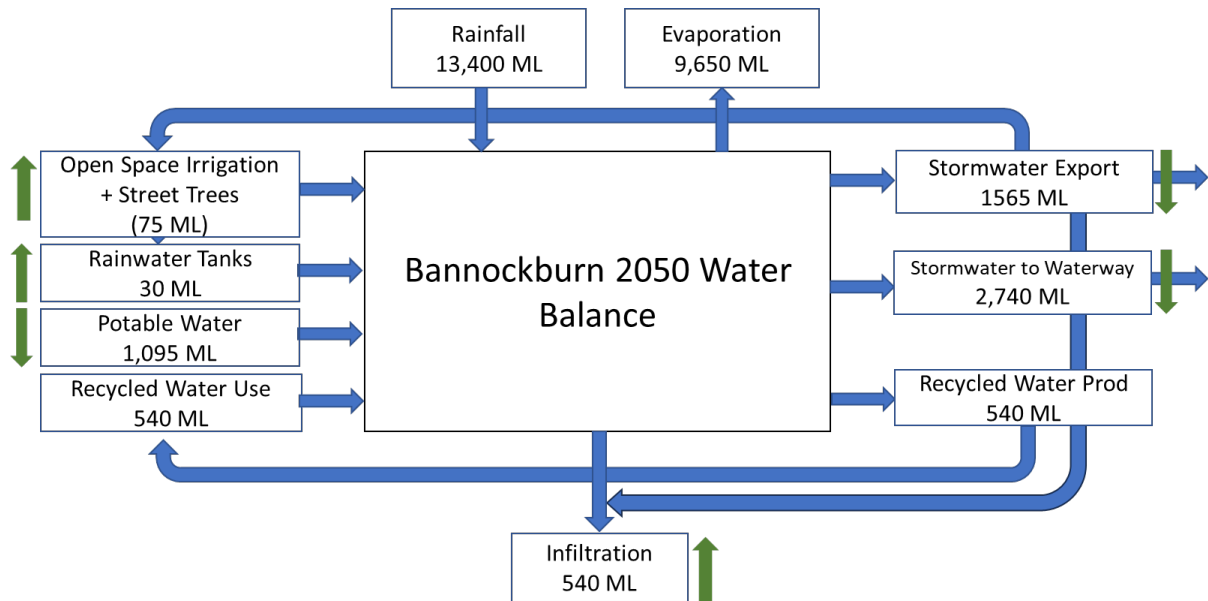 Rainfall
13,400 ML
Evaporation
9,650 ML
Open Space Irrigation
+ Street Trees
(75 ML)
Rainwater Tanks
30 ML
Potable Water
1,095 ML
Recycled Water Use
540 ML
Bannockburn 2050 Water
Balance
Stormwater Export
1565 ML
Stormwater to Waterway
2,740 ML
Recycled Water Prod
540 ML
Infiltration
540 ML